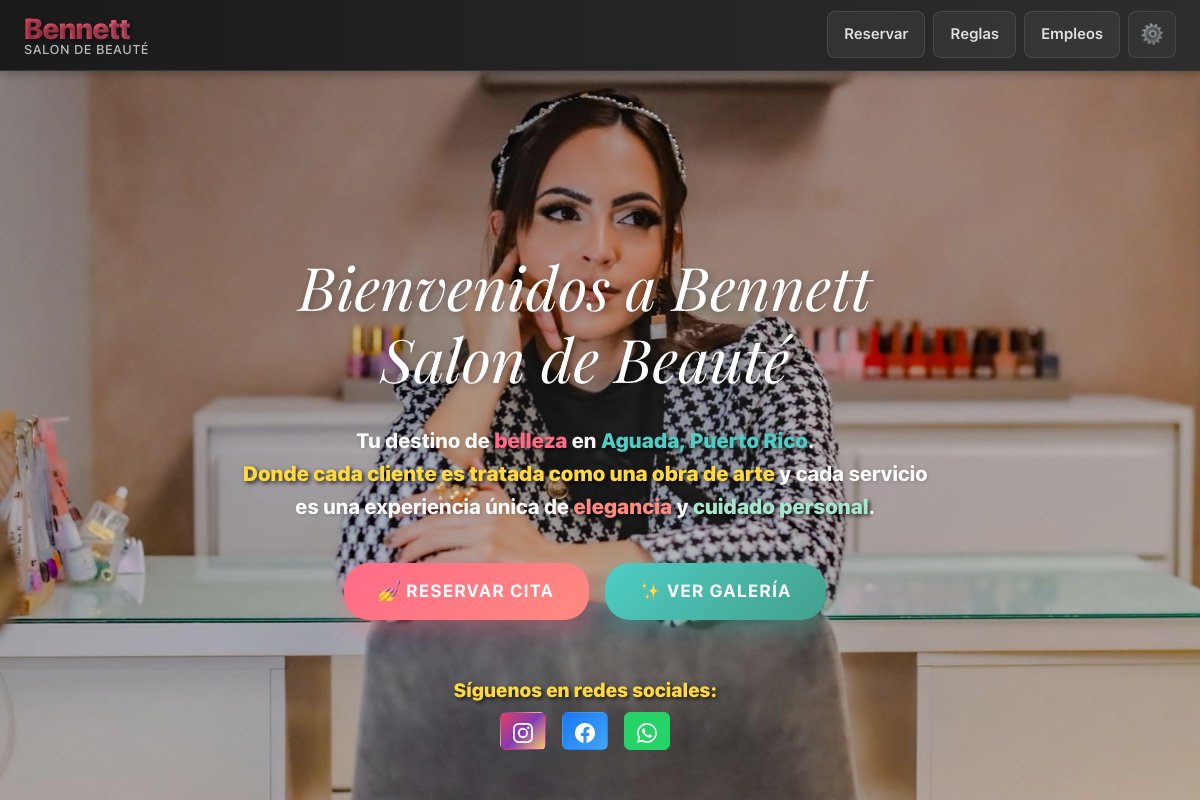 Bennett
SALON DE BEAUTÉ
Reservar
Reglas
Empleos
Bienvenidos a Bennett
Salon de Beauté
Tu destino de belleza en Aguada, Puerto Rico.
Donde cada cliente es tratada como una obra de arte y cada servicio
es una experiencia única de elegancia y cuidado personal.
RESERVAR CITA
VER GALERÍA
Síguenos en redes sociales: